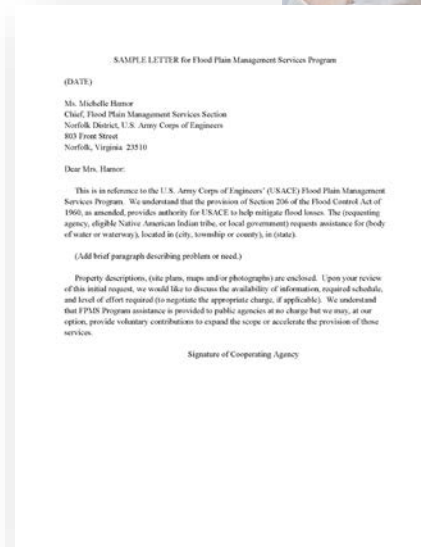 SAMPLE LETTER for Flood Plain Management Services Program
(DATE)
Ms. Michelle Hamor
Chief, Flood Plain Management Services Section
Norfolk District, U.S. Army Corps of Engineers
803 Front Street
Norfolk, Virginia 23510
Dear Mrs. Hamor:
This is in reference to the U.S. Army Corps of Engineers' (USACE) Flood Plain Management
Services Program. We understand that the provision of Section 206 of the Flood Control Act of
1960, as amended, provides authority for USACE to help mitigate flood losses. The (requesting
agency, eligible Native American Indian tribe, or local government) requests assistance for (body
of water or waterway), located in (city, township or county), in (state).
(Add brief paragraph describing problem or need.)
Property descriptions, (site plans, maps and/or photographs) are enclosed. Upon your review
of this initial request, we would like to discuss the availability of information, required schedule,
and level of effort required (to negotiate the appropriate charge, if applicable). We understand
that FPMS Program assistance is provided to public agencies at no charge but we may, at our
option, provide voluntary contributions to expand the scope or accelerate the provision of those
services.
Signature of Cooperating Agency